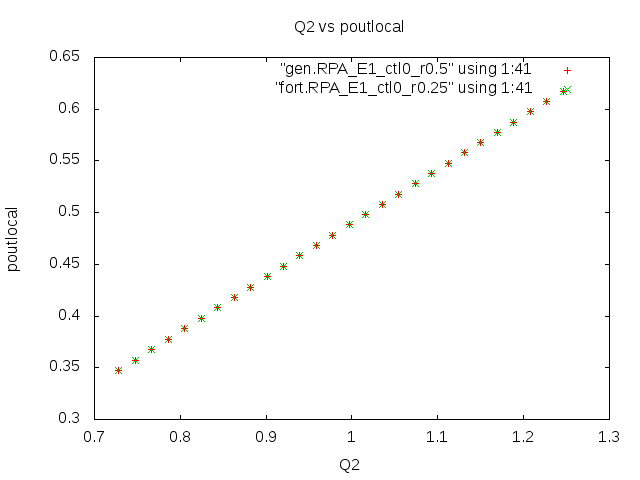 Q2 vs poutlocal
"gen.RPA_E1_ctl0_r0.5" using 1:41
"fort.RPA_E1_ctl0_r0.25" using 1:41
0.65
0.6
0.55
0.5
0.45
0.4
0.35
0.3
poutlocal
0.7 0.8 0.9 1 1.1 1.2 1.3
Q2